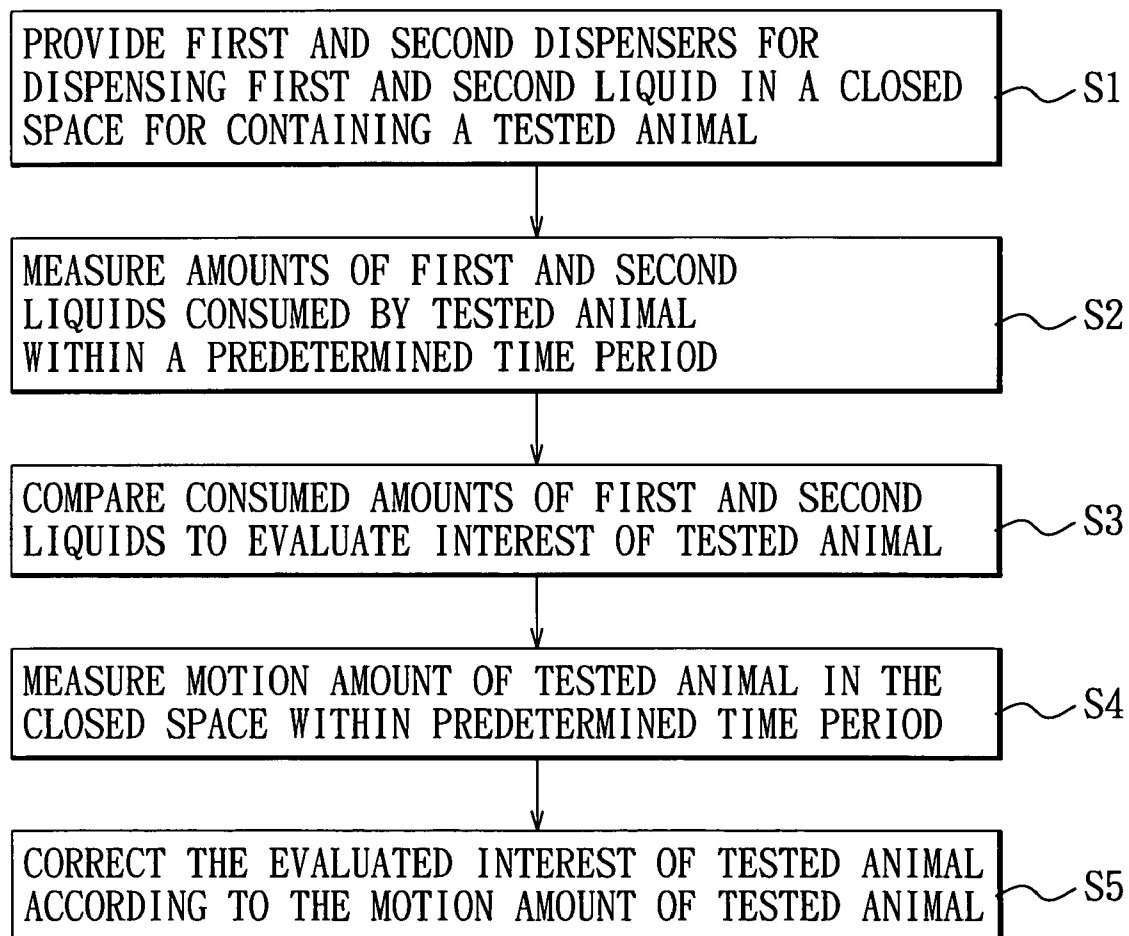 PROVIDE FIRST AND SECOND DISPENSERS FOR
DISPENSING FIRST AND SECOND LIQUID IN A CLOSED
SPACE FOR CONTAINING A TESTED ANIMAL
S1
MEASURE AMOUNTS OF FIRST AND SECOND
LIQUIDS CONSUMED BY TESTED ANIMAL
WITHIN A PREDETERMINED TIME PERIOD
S2
COMPARE CONSUMED AMOUNTS OF FIRST AND SECOND
LIQUIDS TO EVALUATE INTEREST OF TESTED ANIMAL
S3
MEASURE MOTION AMOUNT OF TESTED ANIMAL IN THE
CLOSED SPACE WITHIN PREDETERMINED TIME PERIOD
S4
CORRECT THE EVALUATED INTEREST OF TESTED ANIMAL
ACCORDING TO THE MOTION AMOUNT OF TESTED ANIMAL
S5